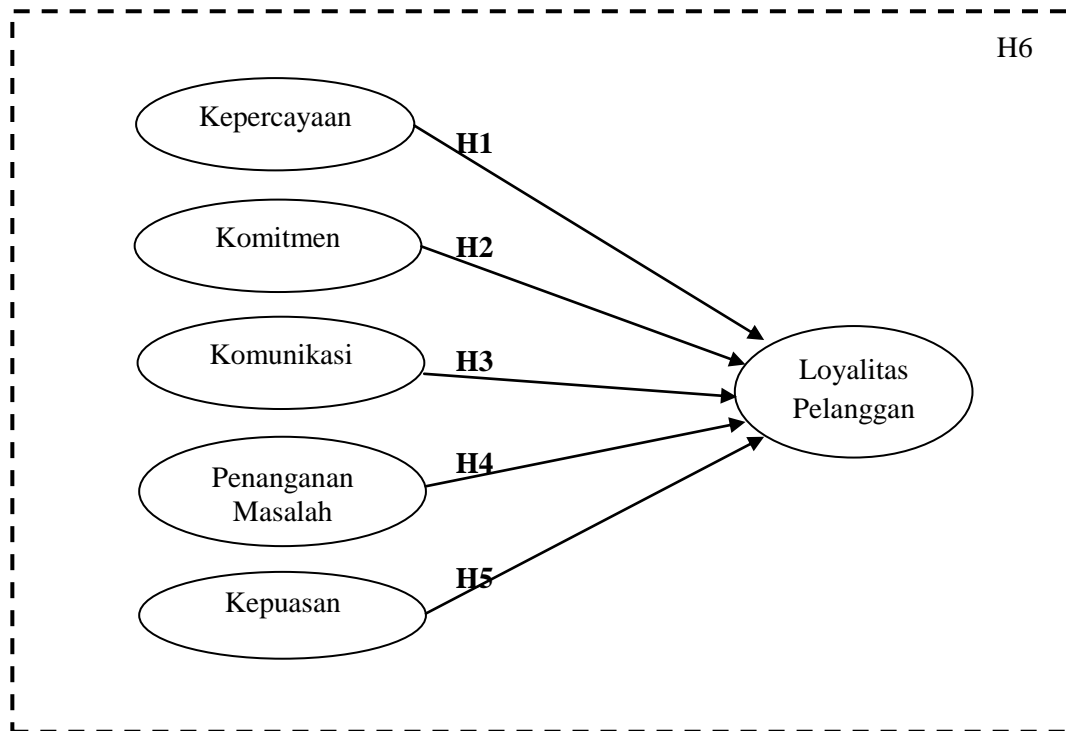 H6
Kepercayaan
H1
Komitmen
H2
Komunikasi
H3
Loyalitas
Pelanggan
Penanganan
Masalah
H4
Kepuasan
H5